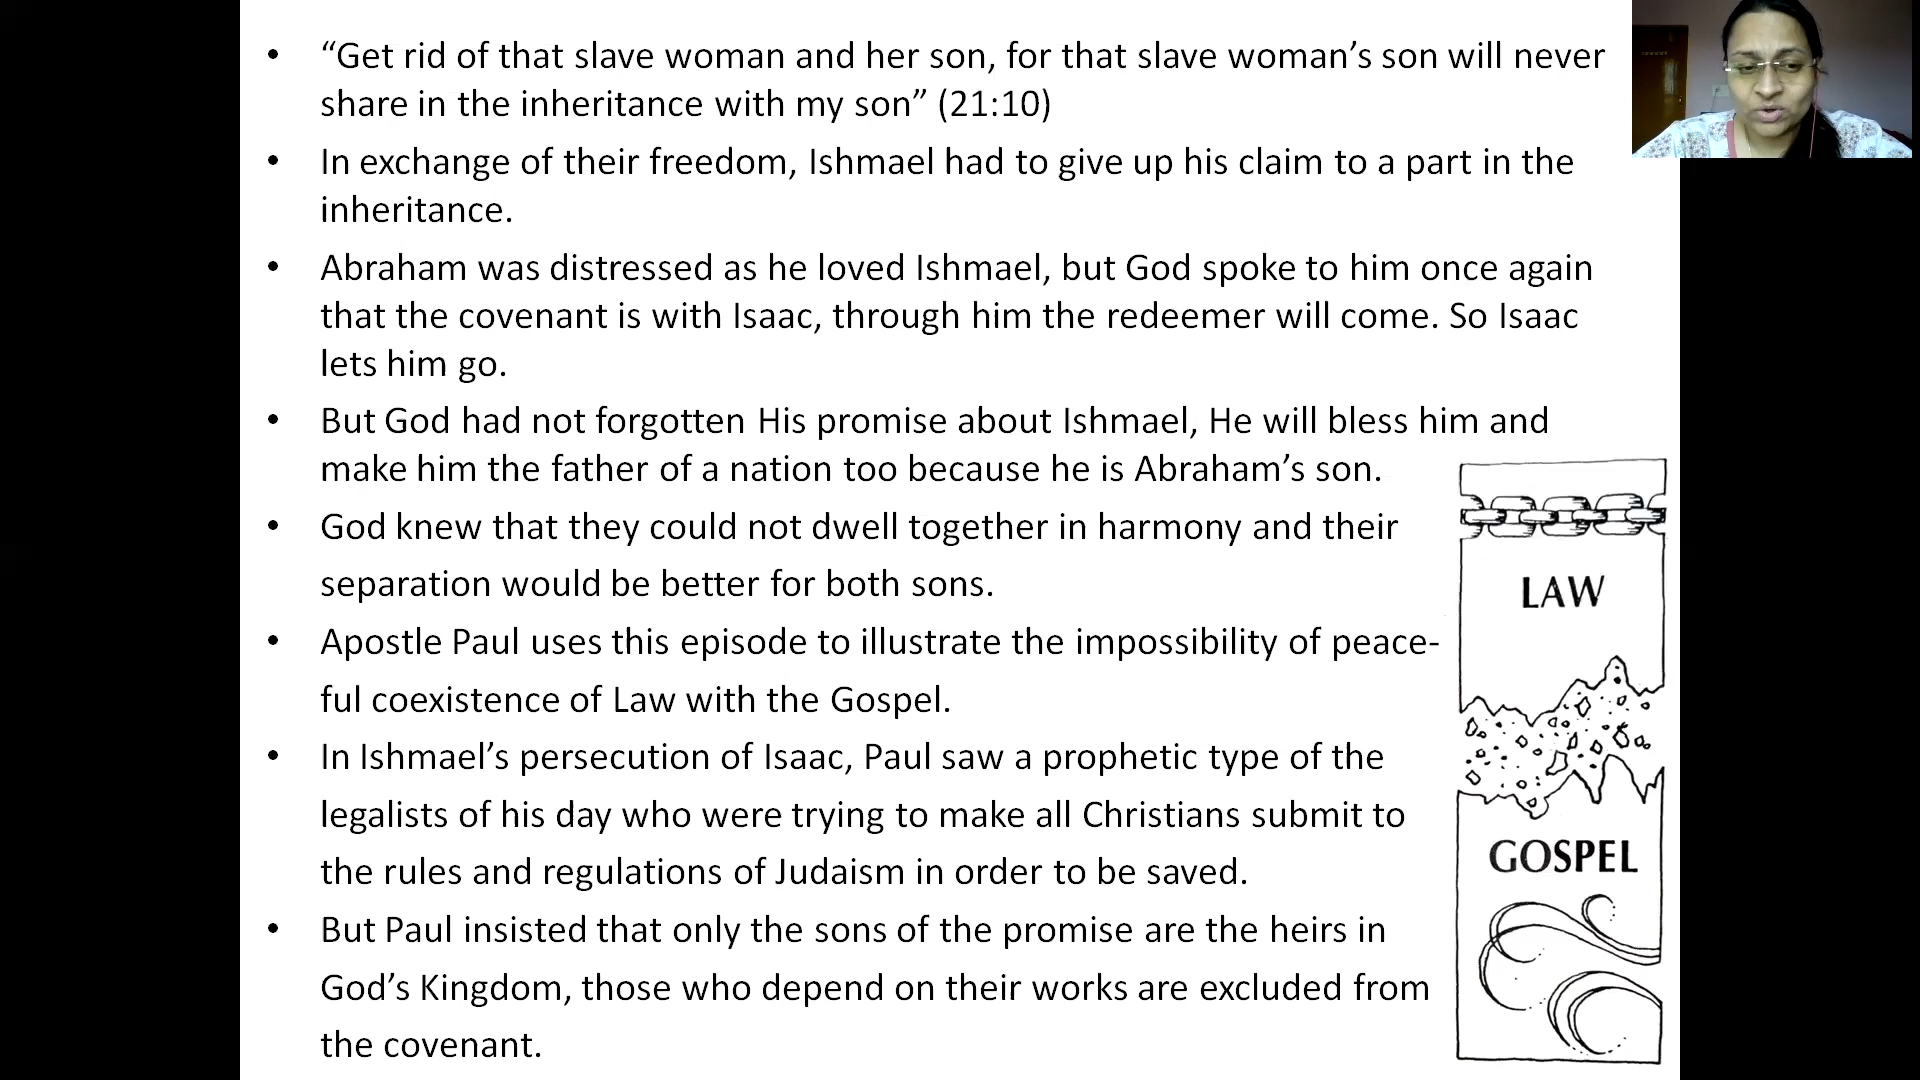 • “Get rid of that slave woman and her son, for that slave woman’s son will never
share in the inheritance with my son” (21:10)
• In exchange of their freedom, Ishmael had to give up his claim to a part in the
inheritance.
• Abraham was distressed as he loved Ishmael, but God spoke to him once again
that the covenant is with Isaac, through him the redeemer will come. So Isaac
lets him go.
• But God had not forgotten His promise about Ishmael, He will bless him and
make him the father of a nation too because he is Abraham’s son.
• God knew that they could not dwell together in harmony and their
separation would be better for both sons.
• Apostle Paul uses this episode to illustrate the impossibility of peace-
ful coexistence of Law with the Gospel.
• In Ishmael’s persecution of Isaac, Paul saw a prophetic type of the
legalists of his day who were trying to make all Christians submit to
the rules and regulations of Judaism in order to be saved.
• But Paul insisted that only the sons of the promise are the heirs in
God’s Kingdom, those who depend on their works are excluded from
the covenant.
LAW
GOSPEL